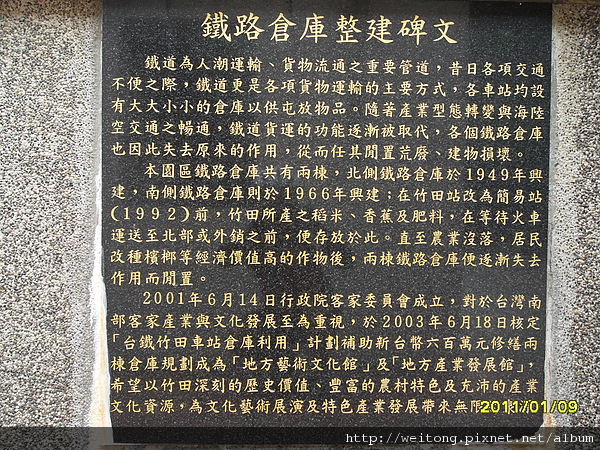 鐵路倉庫整建碑文
鐵道為人潮運輸、貨物流通之重要管道，昔日各項交通
不便之際，鐵道更是各項貨物運輸的主要方式，各車站均設
有大大小小的倉庫以供屯放物品。隨著產業型態轉變與海陸
空交通之暢通，鐵道貨運的功能逐漸被取代，各個鐵路倉庫
也因此失去原來的作用，從而任其閒置荒廢、建物損壞。
本園區鐵路倉庫共有兩棟，北側鐵路倉庫於1949年興
建，南側鐵路倉庫則於1966年興建；在竹田站改為簡易站
(1992)前，竹田所產之稻米、香蕉及肥料，在等待火車
運送至北部或外銷之前，便存放於此。直至農業沒落，居民
改種檳榔等經濟價值高的作物後，兩棟鐵路倉庫便逐漸失去
作用而閒置。
2001年6月14日行政院客家委員會成立，對於台灣南
部客家產業與文化發展至為重視，於2003年6月18日核定
「台鐵竹田車站倉庫利用」計劃補助新台幣六百萬元修繕兩
棟倉庫規劃成為「地方藝術文化館」及「地方產業發展館」，
希望以竹田深刻的歷史價值、豐富的農村特色及充沛的產業
文化資源，為文化藝術展演及特色產業發展帶來無限
2011/01/09
http://weitong.pixnet.net/album